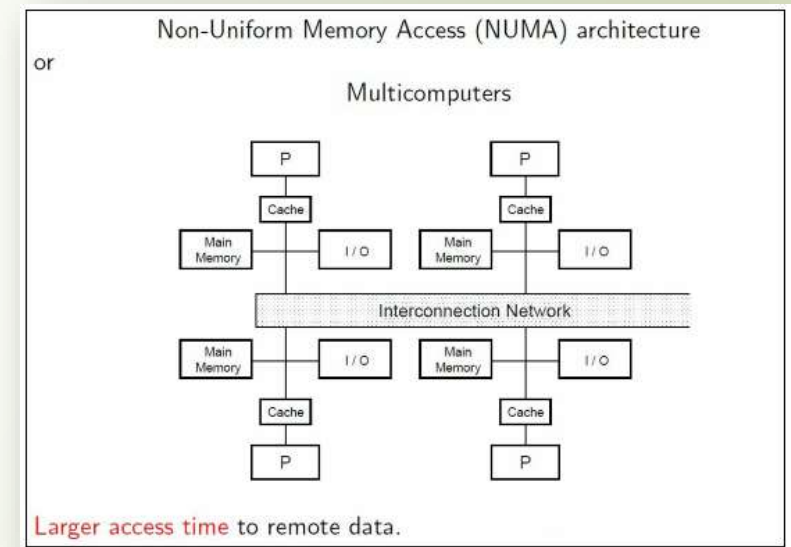 Non-Uniform Memory Access (NUMA) architecture
or
Multicomputers
P P
Cache Cache
Main Memory I / O Main Memory I / O
Interconnection Network
Main Memory I / O Main Memory I / O
Cache Cache
P P
Larger access time to remote data.